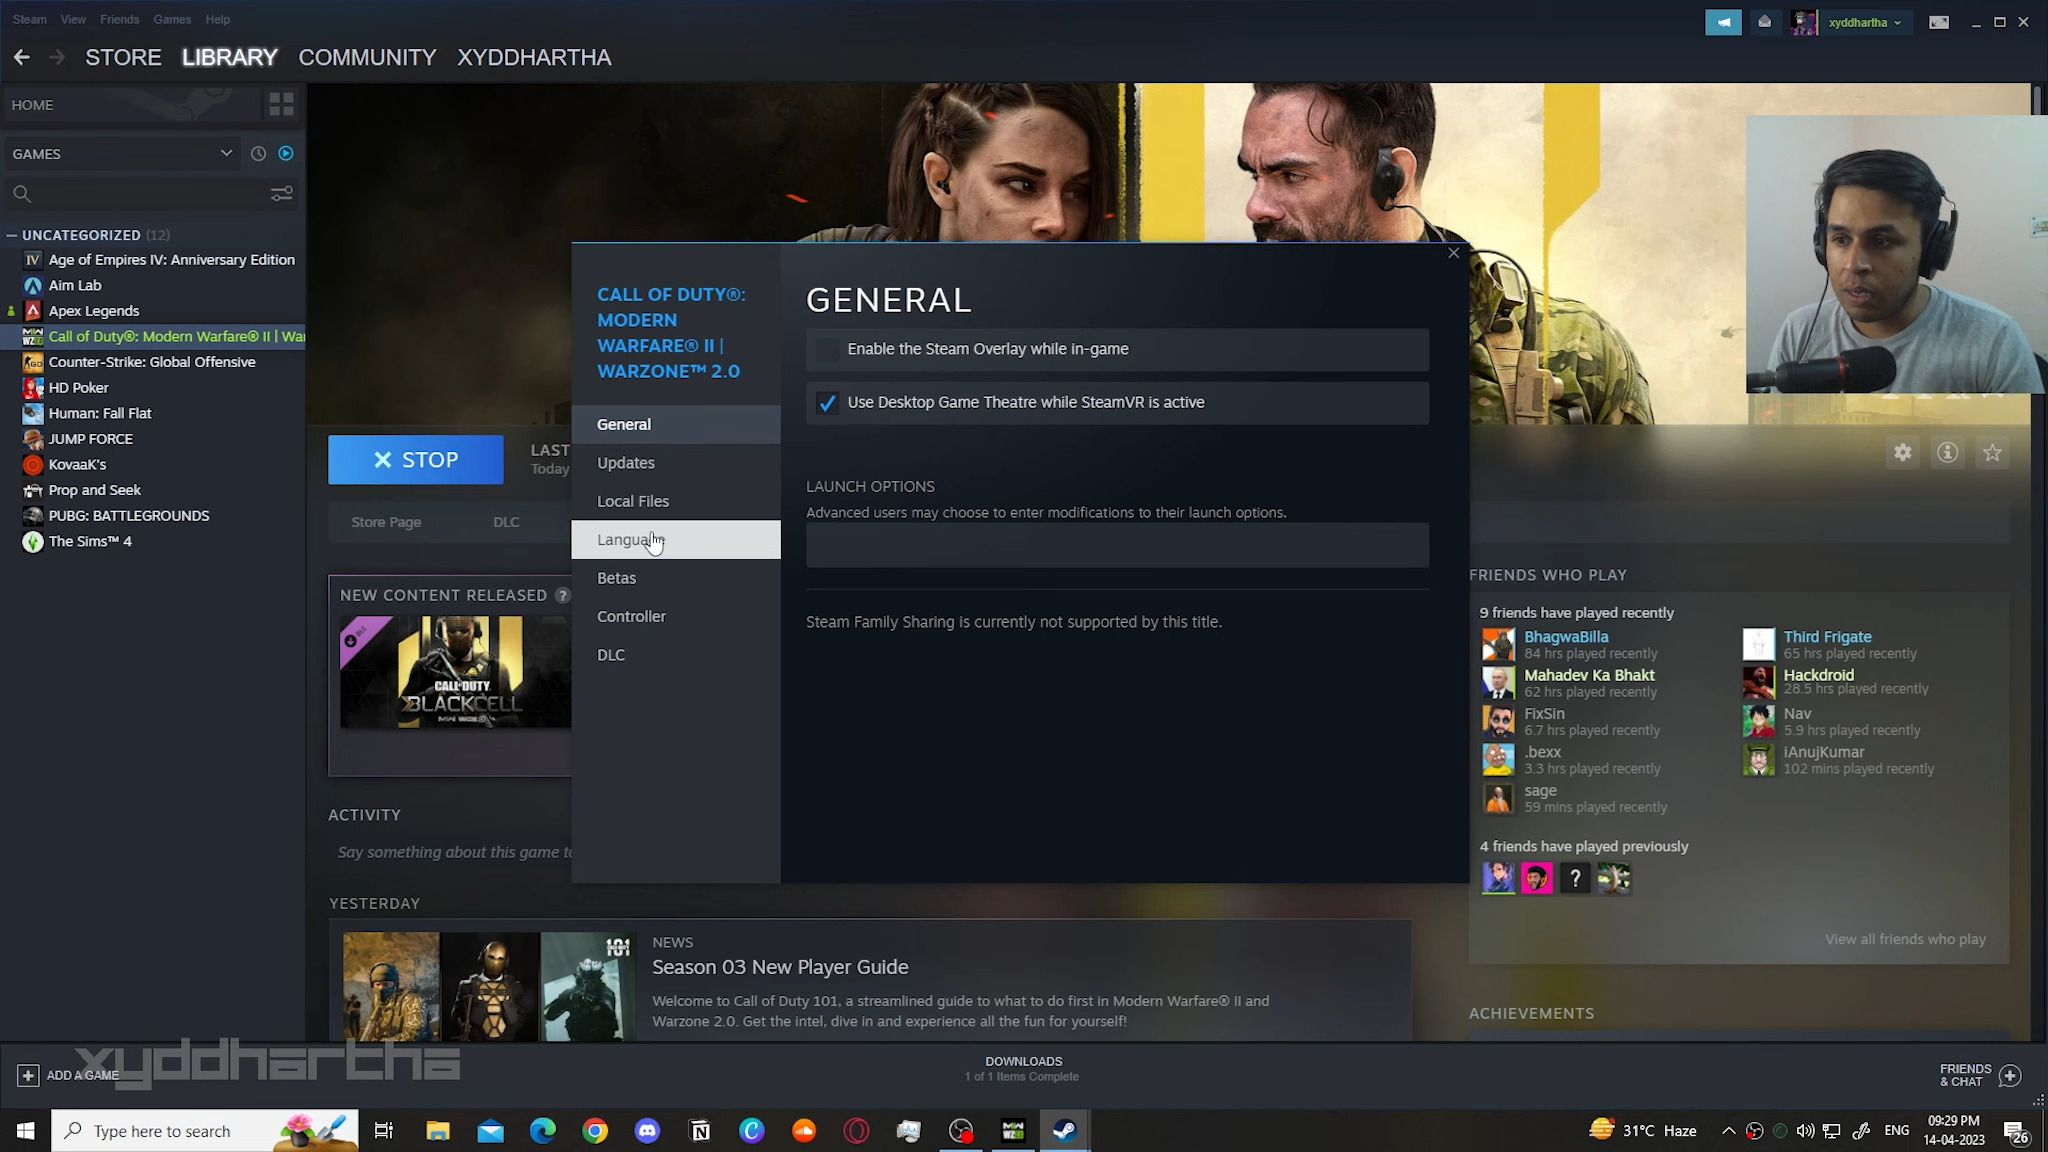 Steam View Friends Games Help
xyddhartha
STORE LIBRARY COMMUNITY XYDDHARTHA
HOME
GAMES
UNCATEGORIZED (12)
Age of Empires IV: Anniversary Edition
Aim Lab
Apex Legends
Call of Duty®: Modern Warfare® II | War
Counter-Strike: Global Offensive
HD Poker
Human: Fall Flat
JUMP FORCE
KovaaK's
Prop and Seek
PUBG: BATTLEGROUNDS
The Sims™ 4
STOP
LAST
Today
Store Page DLC
NEW CONTENT RELEASED ?
DLC
CALL OF DUTY
BLACKCELL
ACTIVITY
Say something about this game to
YESTERDAY
101
NEWS
Season 03 New Player Guide
Welcome to Call of Duty 101, a streamlined guide to what to do first in Modern Warfare® II and
Warzone 2.0. Get the intel, dive in and experience all the fun for yourself!
CALL OF DUTY®:
MODERN
WARFARE® II |
WARZONE™ 2.0
General
Updates
Local Files
Language
Betas
Controller
DLC
GENERAL
Enable the Steam Overlay while in-game
Use Desktop Game Theatre while SteamVR is active
LAUNCH OPTIONS
Advanced users may choose to enter modifications to their launch options.
Steam Family Sharing is currently not supported by this title.
FRIENDS WHO PLAY
9 friends have played recently
BhagwaBilla
84 hrs played recently
Third Frigate
65 hrs played recently
Mahadev Ka Bhakt
62 hrs played recently
Hackdroid
28.5 hrs played recently
FixSin
6.7 hrs played recently
Nav
5.9 hrs played recently
.bexx
3.3 hrs played recently
iAnujKumar
102 mins played recently
sage
59 mins played recently
4 friends have played previously
?
View all friends who play
ACHIEVEMENTS
xyddhartha
ADD A GAME
DOWNLOADS
1 of 1 Items Complete
FRIENDS
& CHAT
Type here to search
31°C Haze
ENG
09:29 PM
14-04-2023
26